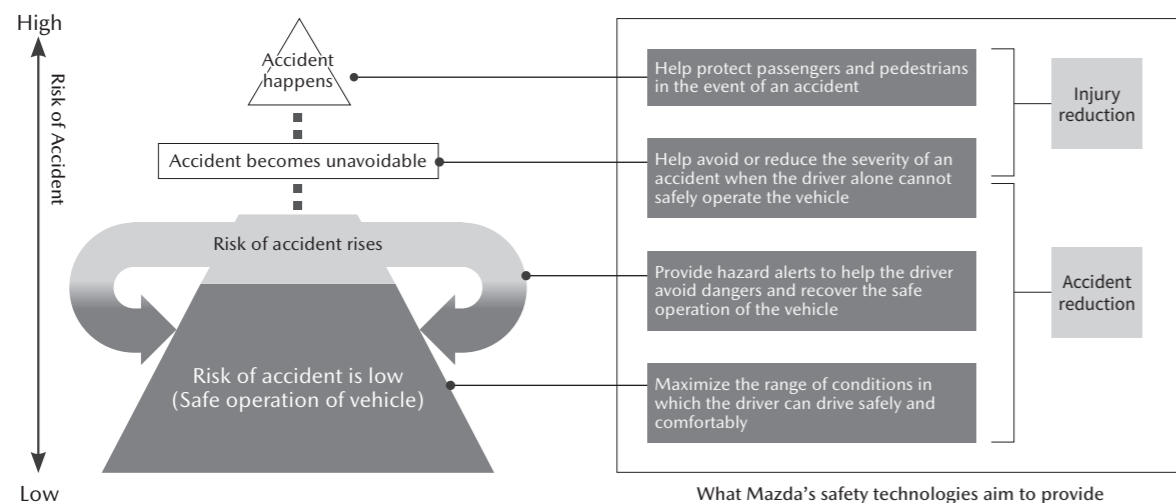 High
Risk of Accident
Low
Accident
happens
Accident becomes unavoidable
Risk of accident rises
Risk of accident is low
(Safe operation of vehicle)
Help protect passengers and pedestrians
in the event of an accident
Help avoid or reduce the severity of an
accident when the driver alone cannot
safely operate the vehicle
Provide hazard alerts to help the driver
avoid dangers and recover the safe
operation of the vehicle
Maximize the range of conditions in
which the driver can drive safely and
comfortably
Injury
reduction
Accident
reduction
What Mazda’s safety technologies aim to provide